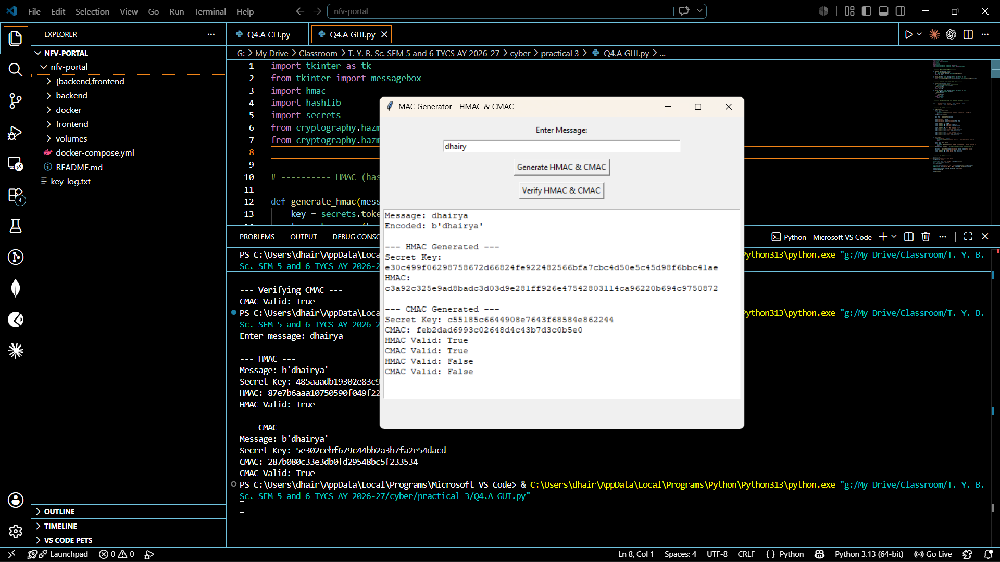 File Edit Selection View Go Run Terminal Help
nfv-portal
EXPLORER
NFV-PORTAL
nfv-portal
{backend,frontend
backend
docker
frontend
volumes
docker-compose.yml
README.md
key_log.txt
4
OUTLINE
TIMELINE
VS CODE PETS
Q4.A CLI.py
Q4.A GUI.py
G: > My Drive > Classroom > T. Y. B. Sc. SEM 5 and 6 TYCS AY 2026-27 > cyber > practical 3 > Q4.A GUI.py > ...
1 import tkinter as tk
2 from tkinter import messagebox
3 import hmac
4 import hashlib
5 import secrets
6 from cryptography.hazm
7 from cryptography.hazm
8
9
10 # ---------- HMAC (has
11
12 def generate_hmac(mess
13 key = secrets.toke
MAC Generator - HMAC & CMAC
Enter Message:
dhairy
Generate HMAC & CMAC
Verify HMAC & CMAC
Message: dhairya
Encoded: b'dhairya'
--- HMAC Generated ---
Secret Key:
e30c499f06298758672d66824fe922482566bfa7cbc4d50e5c45d98f6bbc41ae
HMAC:
c3a92c325e9ad8badc3d03d9e281ff926e47542803114ca96220b694c9750872
--- CMAC Generated ---
Secret Key: c55185c6644908e7643f68584e862244
CMAC: feb2dad6993c02648d4c43b7d3c0b5e0
HMAC Valid: True
CMAC Valid: True
HMAC Valid: False
CMAC Valid: False
PROBLEMS OUTPUT DEBUG CONSO
Python - Microsoft VS Code
PS C:\Users\dhair\AppData\Loca ython313\python.exe "g:/My Drive/Classroom/T. Y. B.
Sc. SEM 5 and 6 TYCS AY 2026-2
--- Verifying CMAC ---
CMAC Valid: True
PS C:\Users\dhair\AppData\Loca ython313\python.exe "g:/My Drive/Classroom/T. Y. B.
Sc. SEM 5 and 6 TYCS AY 2026-2
Enter message: dhairya
--- HMAC ---
Message: b'dhairya'
Secret Key: 485aaadb19302e83c9
HMAC: 87e7b6aaa10750590f049f22
HMAC Valid: True
--- CMAC ---
Message: b'dhairya'
Secret Key: 5e302cebf679c44bb2a3b7fa2e54dacd
CMAC: 287b080c33e3db0fd29548bc5f233534
CMAC Valid: True
PS C:\Users\dhair\AppData\Local\Programs\Microsoft VS Code> & C:\Users\dhair\AppData\Local\Programs\Python\Python313\python.exe "g:/My Drive/Classroom/T. Y. B.
Sc. SEM 5 and 6 TYCS AY 2026-27/cyber/practical 3/Q4.A GUI.py"
Launchpad 0 0 Ln 8, Col 1 Spaces: 4 UTF-8 CRLF { } Python Python 3.13 (64-bit) Go Live